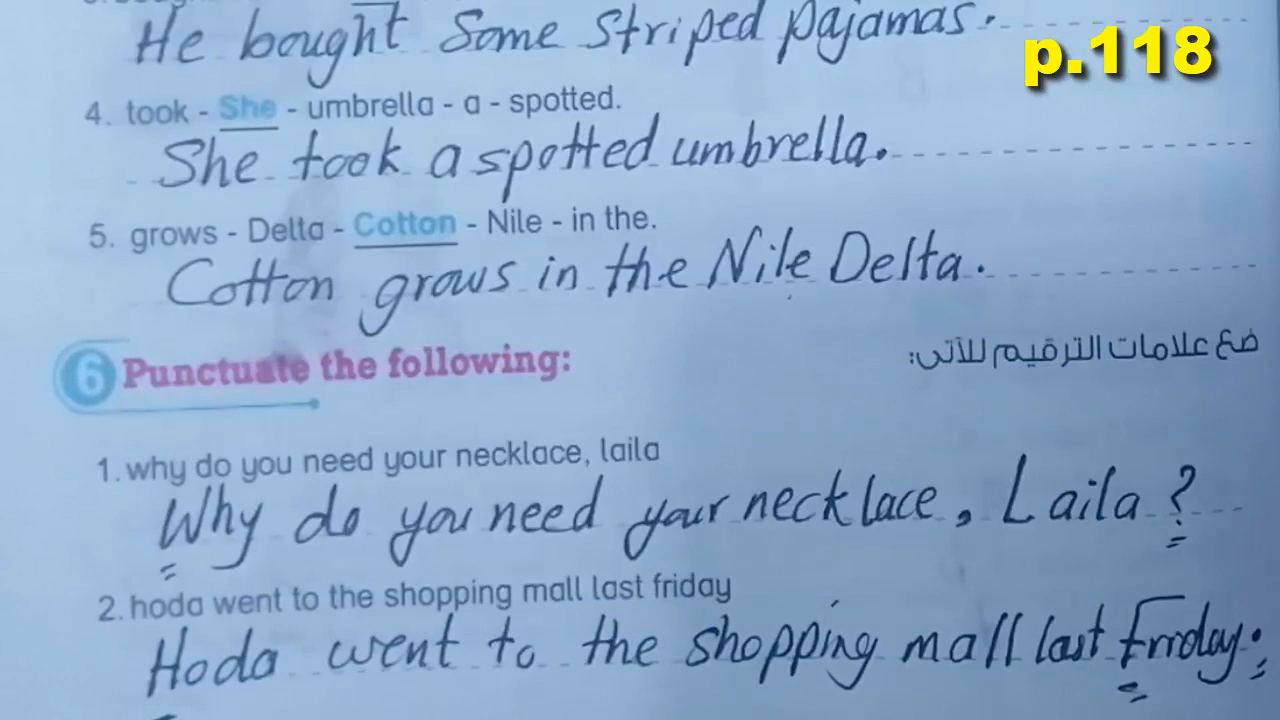 He bought some striped pajamas.
p.118
4. took - She - umbrella - a - spotted.
She took a spotted umbrella.
5. grows - Delta - Cotton - Nile - in the.
Cotton grows in the Nile Delta.
6 Punctuate the following:
ضع علامات الترقيم للآتى:
1. why do you need your necklace, laila
Why do you need your necklace, Laila?
2. hoda went to the shopping mall last friday
Hoda went to the shopping mall last Friday.